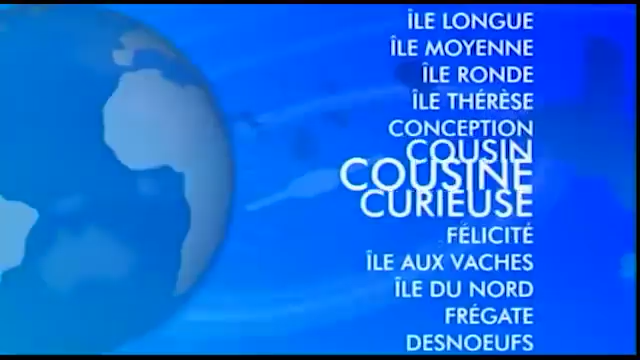 ÎLE LONGUE
ÎLE MOYENNE
ÎLE RONDE
ÎLE THÉRÈSE
CONCEPTION
COUSIN
COUSINE
CURIEUSE
FÉLICITÉ
ÎLE AUX VACHES
ÎLE DU NORD
FRÉGATE
DESNOEUFS